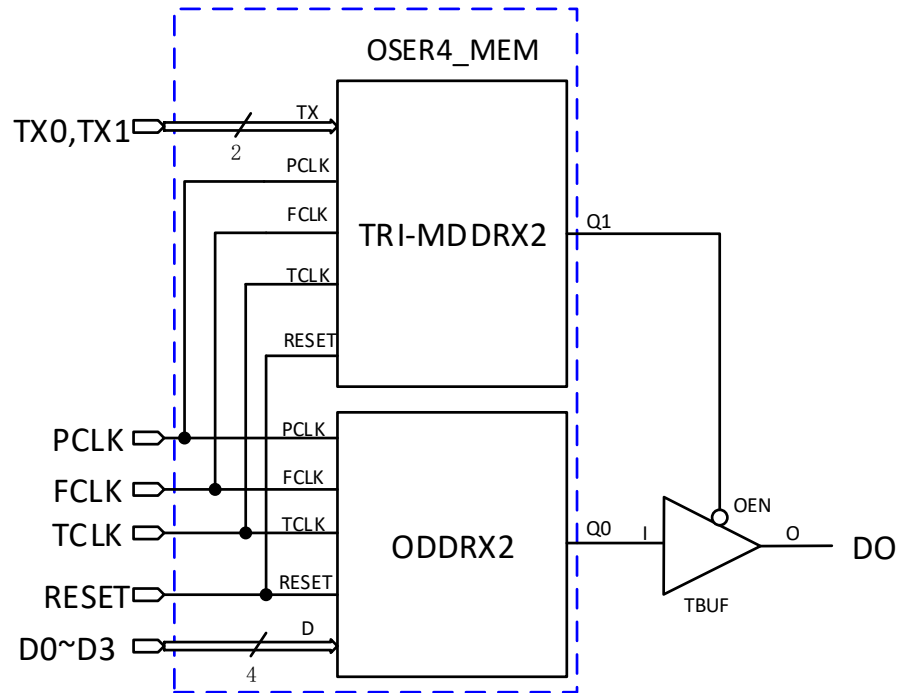 OSER4_MEM
TX0,TX1
2
TX
PCLK
FCLK
TCLK
RESET
TRI-MDDRX2
Q1
PCLK
FCLK
TCLK
RESET
D0~D3
4
PCLK
FCLK
TCLK
RESET
D
ODDRX2
Q0
I
OEN
O
TBUF
DO